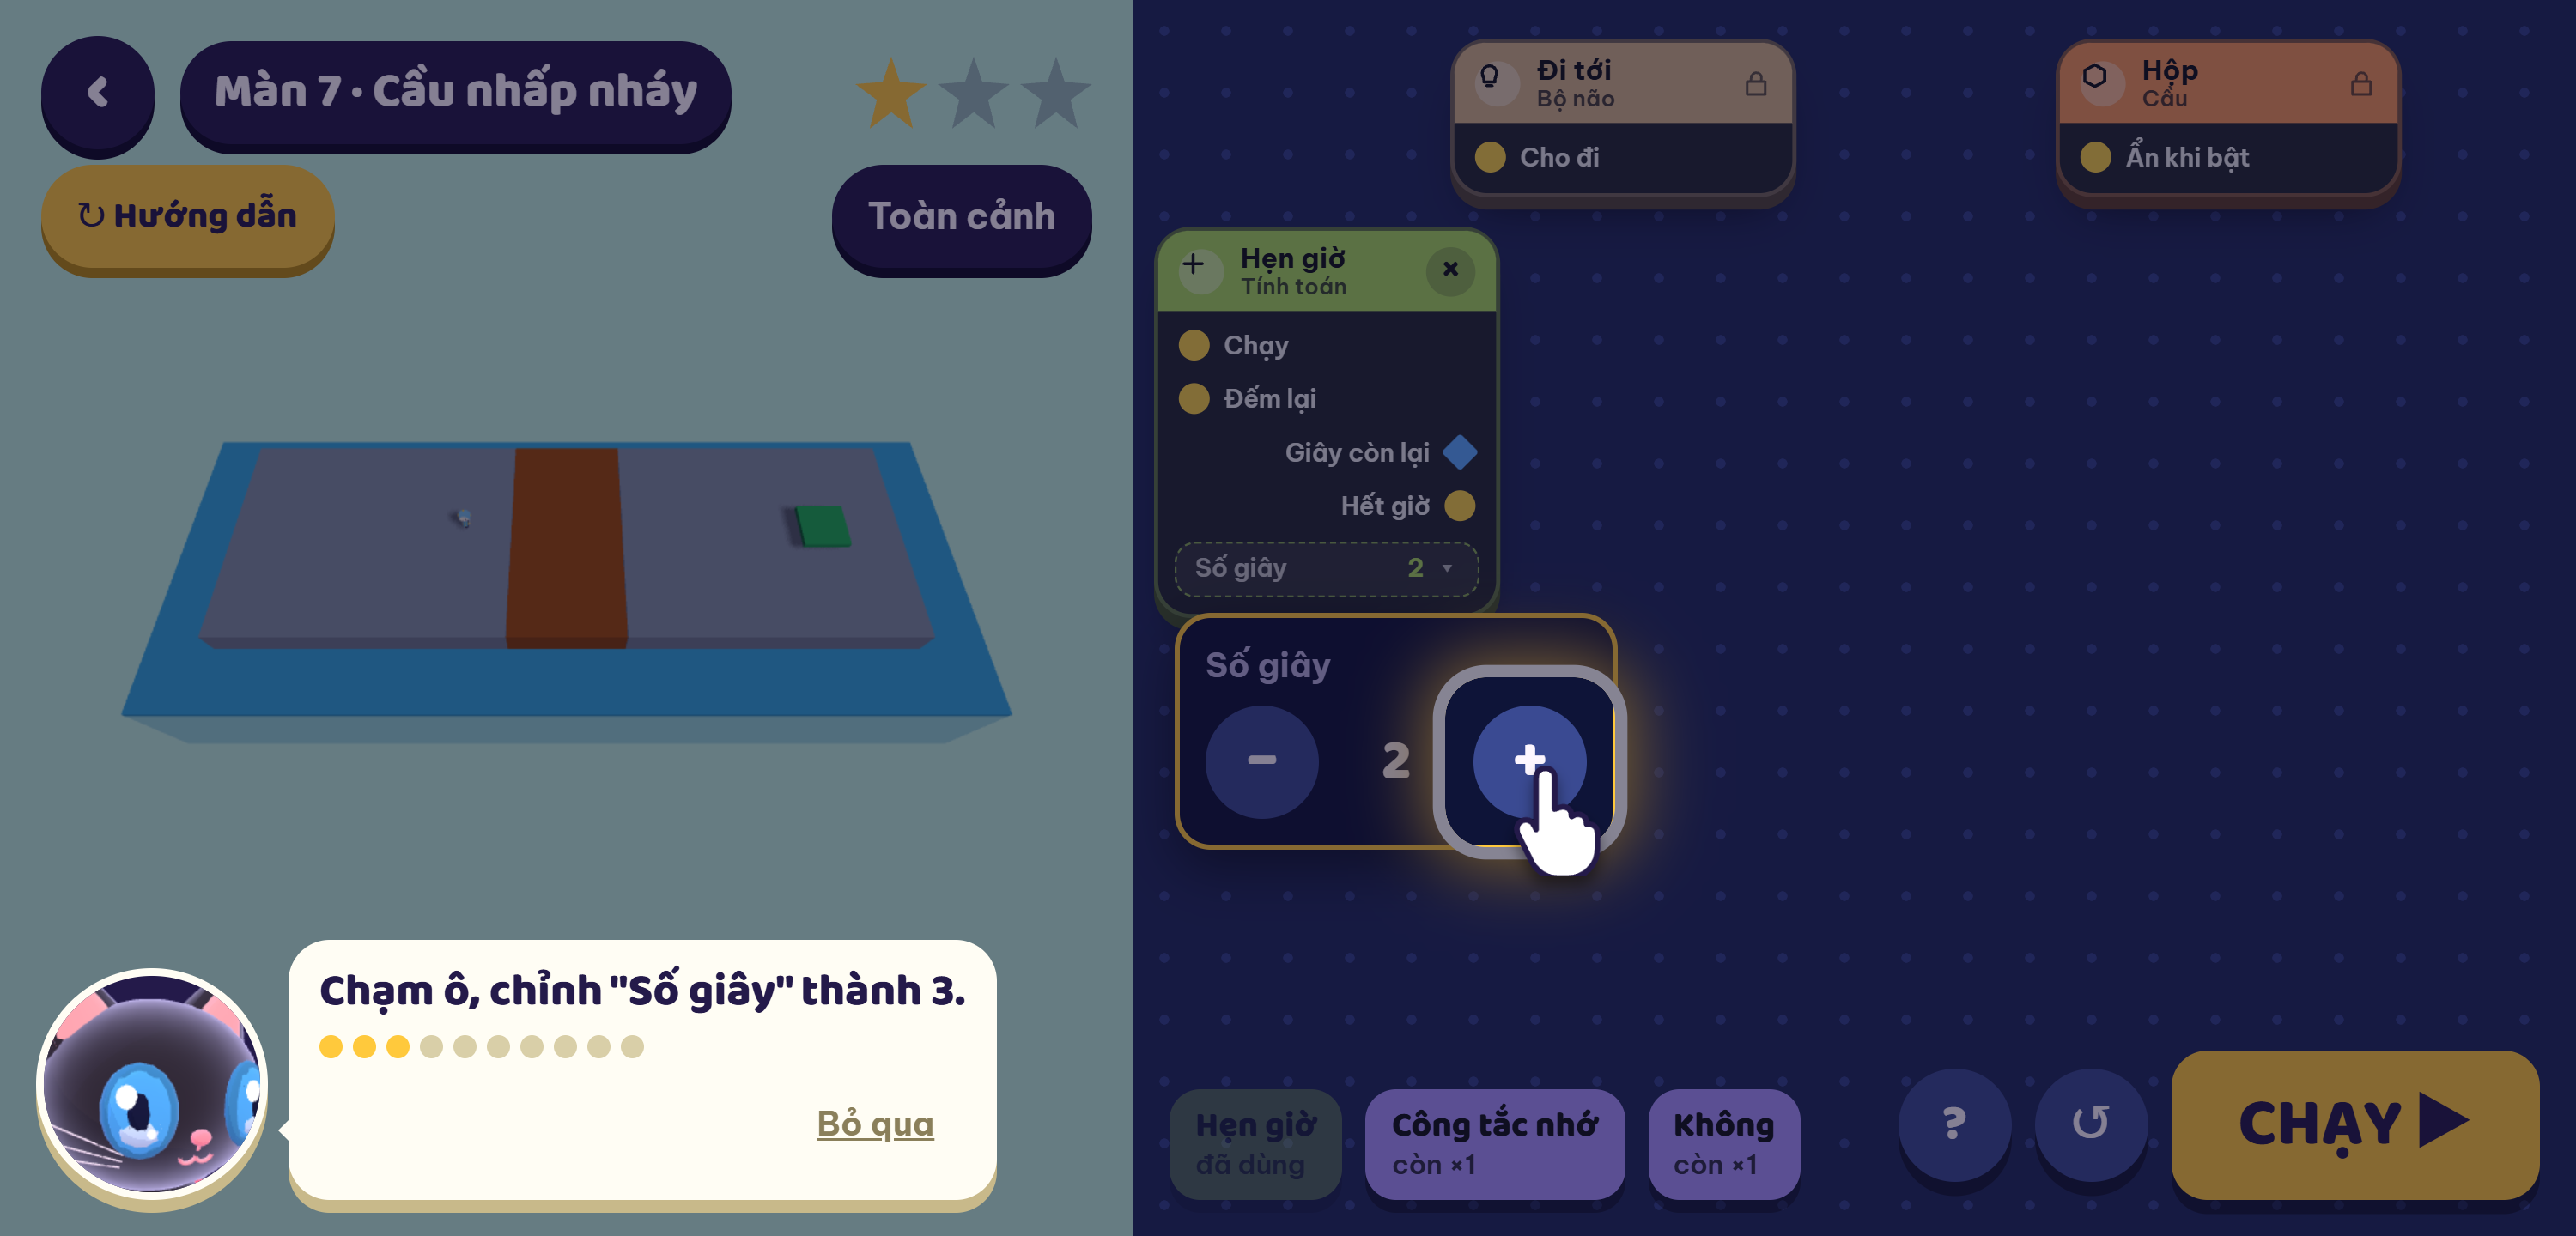 Màn 7 • Cầu nhấp nháy
↻ Hướng dẫn
Toàn cảnh
Đi tới
Bộ não
Cho đi
Hộp
Cầu
Ẩn khi bật
Hẹn giờ
Tính toán
Chạy
Đếm lại
Giây còn lại
Hết giờ
Số giây 2
Số giây
− 2 +
Chạm ô, chỉnh "Số giây" thành 3.
Bỏ qua
Hẹn giờ
đã dùng
Công tắc nhớ
còn ×1
Không
còn ×1
?
CHẠY